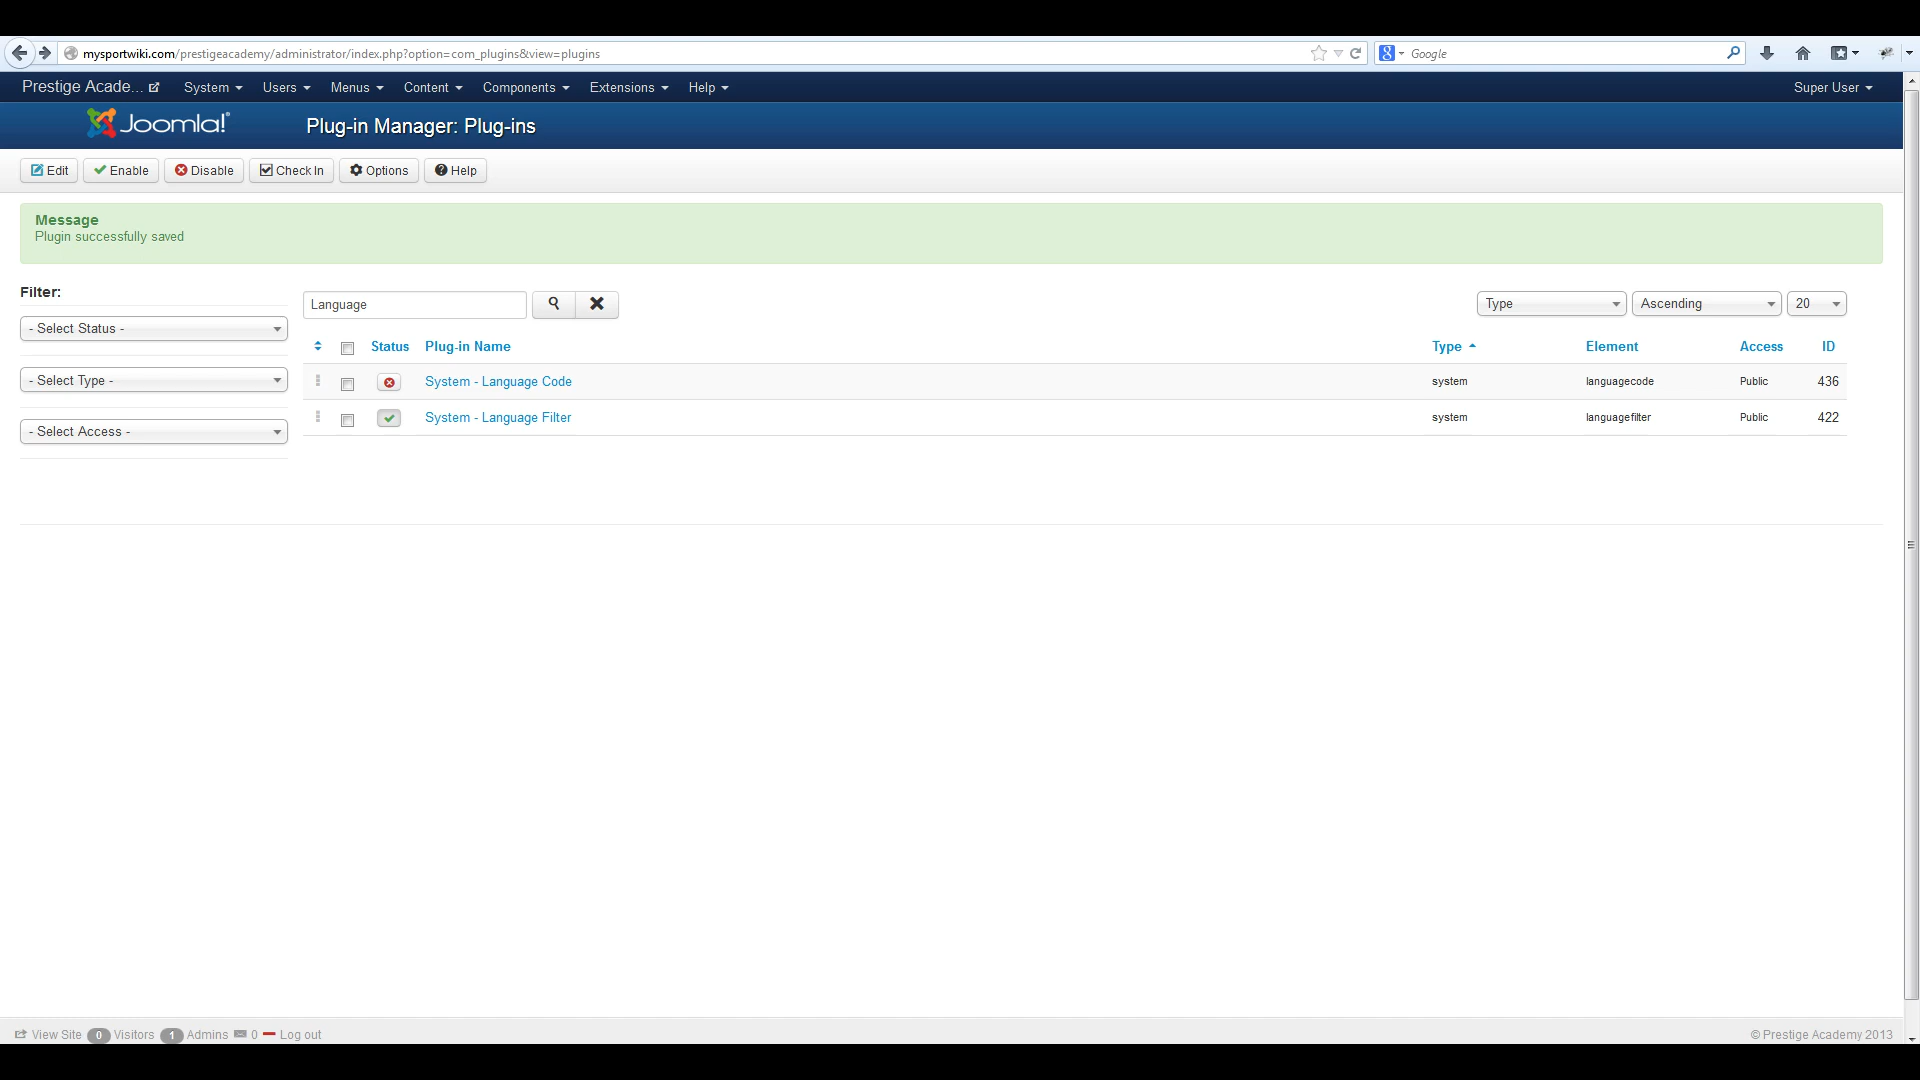 mysportwiki.com/prestigeacademy/administrator/index.php?option=com_plugins&view=plugins
Google
Prestige Acade... System Users Menus Content Components Extensions Help Super User
Joomla! Plug-in Manager: Plug-ins
Edit Enable Disable Check In Options Help
Message
Plugin successfully saved
Filter:
- Select Status -
- Select Type -
- Select Access -
Language
Type Ascending 20
Status Plug-in Name Type Element Access ID
System - Language Code system languagecode Public 436
System - Language Filter system languagefilter Public 422
View Site 0 Visitors 1 Admins 0 Log out
© Prestige Academy 2013